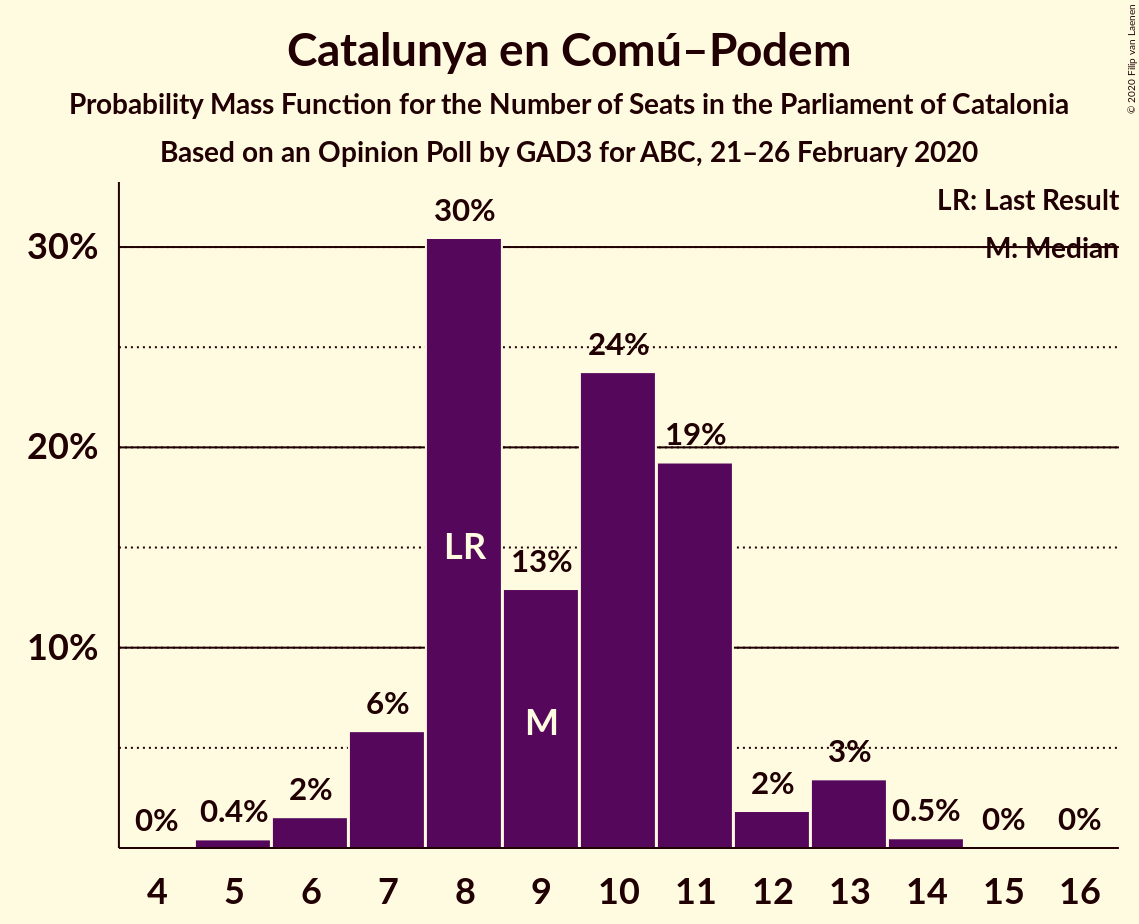 Catalunya en Comú–Podem
Probability Mass Function for the Number of Seats in the Parliament of Catalonia
Based on an Opinion Poll by GAD3 for ABC, 21–26 February 2020
© 2020 Filip van Laenen
LR: Last Result
M: Median
30%
20%
10%
0%
0.4%
2%
6%
30%
13%
24%
19%
2%
3%
0.5%
0%
0%
LR
M
4 5 6 7 8 9 10 11 12 13 14 15 16